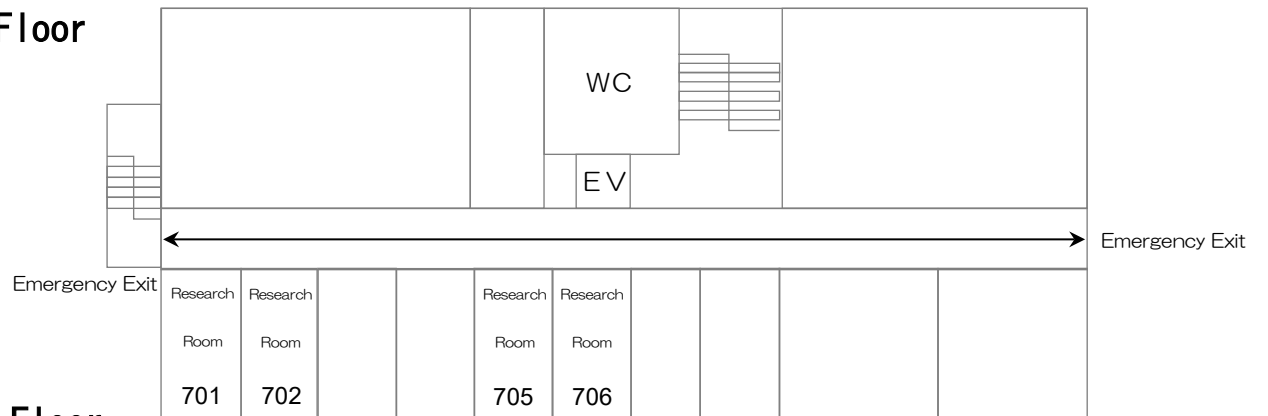 Floor
WC
EV
Emergency Exit
Emergency Exit
Research
Room
701
Research
Room
702
Research
Room
705
Research
Room
706
Floor